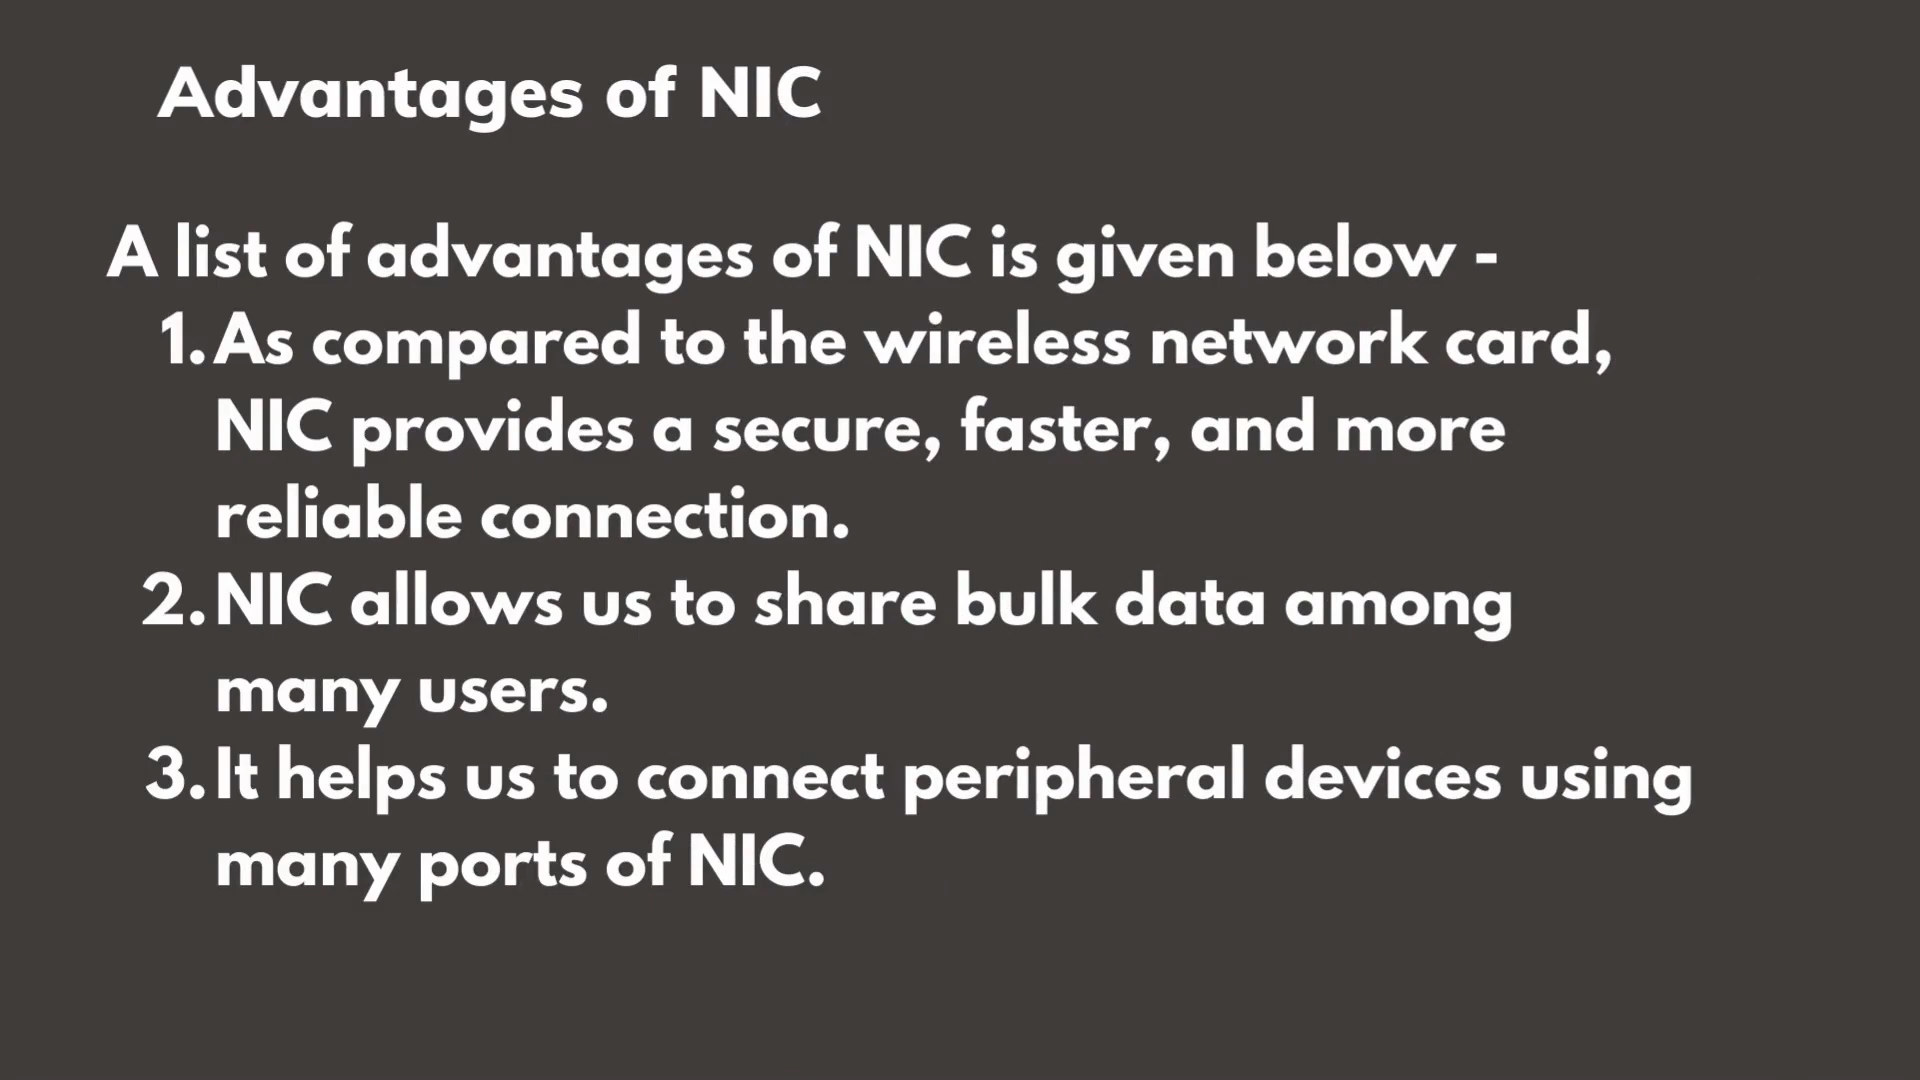 Advantages of NIC
A list of advantages of NIC is given below -
1. As compared to the wireless network card,
NIC provides a secure, faster, and more
reliable connection.
2. NIC allows us to share bulk data among
many users.
3. It helps us to connect peripheral devices using
many ports of NIC.